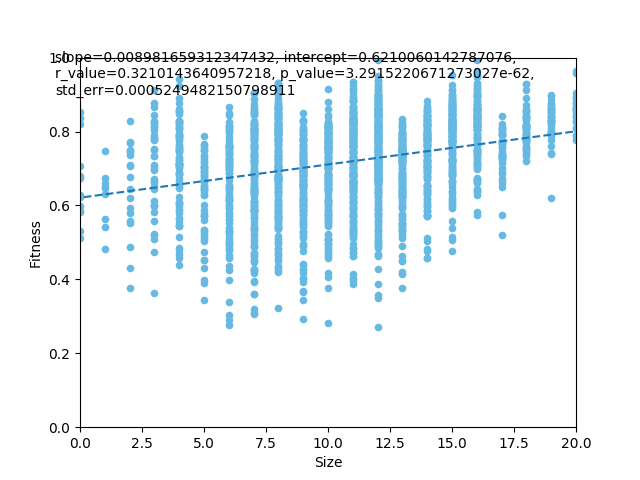 slope=0.008981659312347432, intercept=0.6210060142787076,
r_value=0.3210143640957218, p_value=3.2915220671273027e-62,
std_err=0.0005249482150798911
1.0
0.8
0.6
0.4
0.2
0.0
Fitness
0.0 2.5 5.0 7.5 10.0 12.5 15.0 17.5 20.0
Size